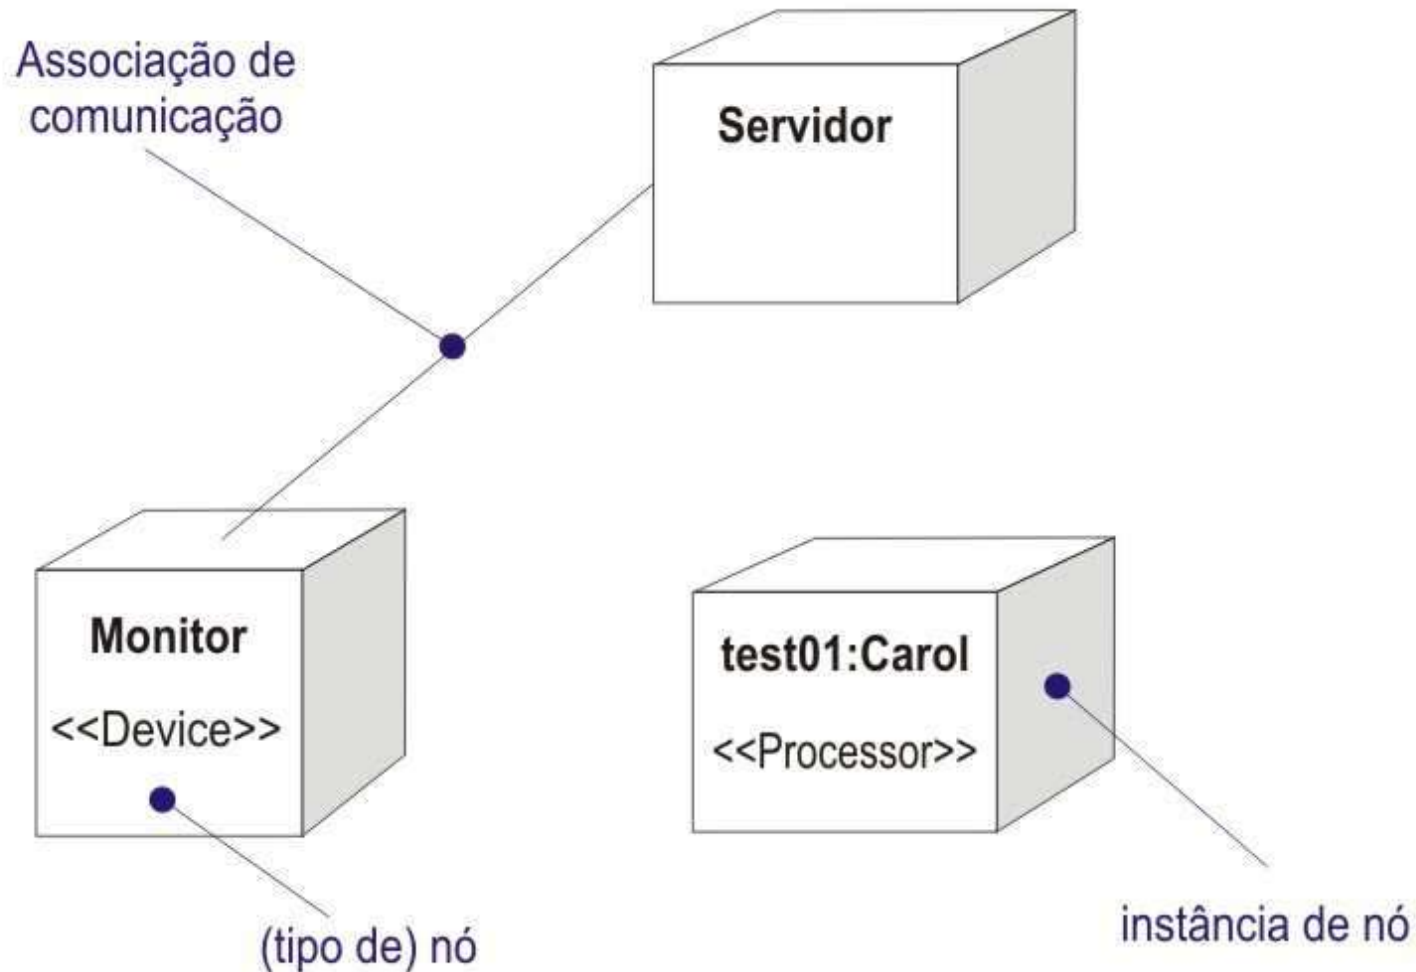 Associação de
comunicação
Servidor
Monitor
<<Device>>
test01:Carol
<<Processor>>
(tipo de) nó
instância de nó